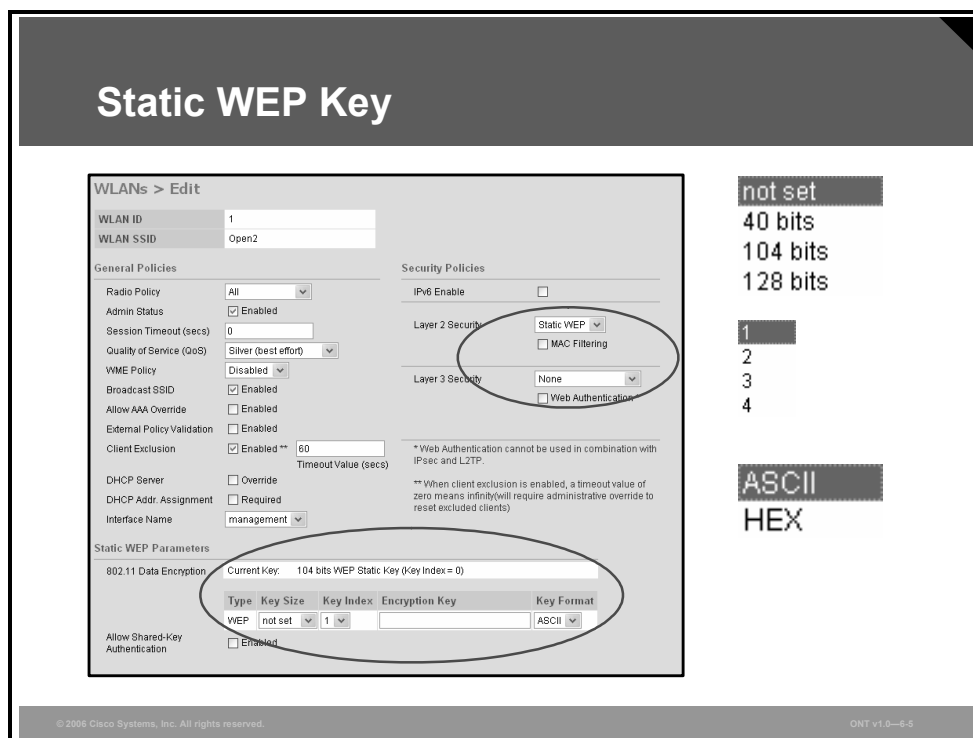 Static WEP Key
WLANs > Edit
WLAN ID 1
WLAN SSID Open2
General Policies
Radio Policy All
Admin Status Enabled
Session Timeout (secs) 0
Quality of Service (QoS) Silver (best effort)
WME Policy Disabled
Broadcast SSID Enabled
Allow AAA Override Enabled
External Policy Validation Enabled
Client Exclusion Enabled ** 60
Timeout Value (secs)
DHCP Server Override
DHCP Addr. Assignment Required
Interface Name management
Security Policies
IPv6 Enable
Layer 2 Security Static WEP
MAC Filtering
Layer 3 Security None
Web Authentication *
* Web Authentication cannot be used in combination with
IPsec and L2TP.
** When client exclusion is enabled, a timeout value of
zero means infinity(will require administrative override to
reset excluded clients)
Static WEP Parameters
802.11 Data Encryption Current Key: 104 bits WEP Static Key (Key Index = 0)
Type Key Size Key Index Encryption Key Key Format
WEP not set 1 ASCII
Allow Shared-Key
Authentication
Enabled
not set
40 bits
104 bits
128 bits
1
2
3
4
ASCII
HEX
© 2006 Cisco Systems, Inc. All rights reserved.
ONT v1.0—6-5